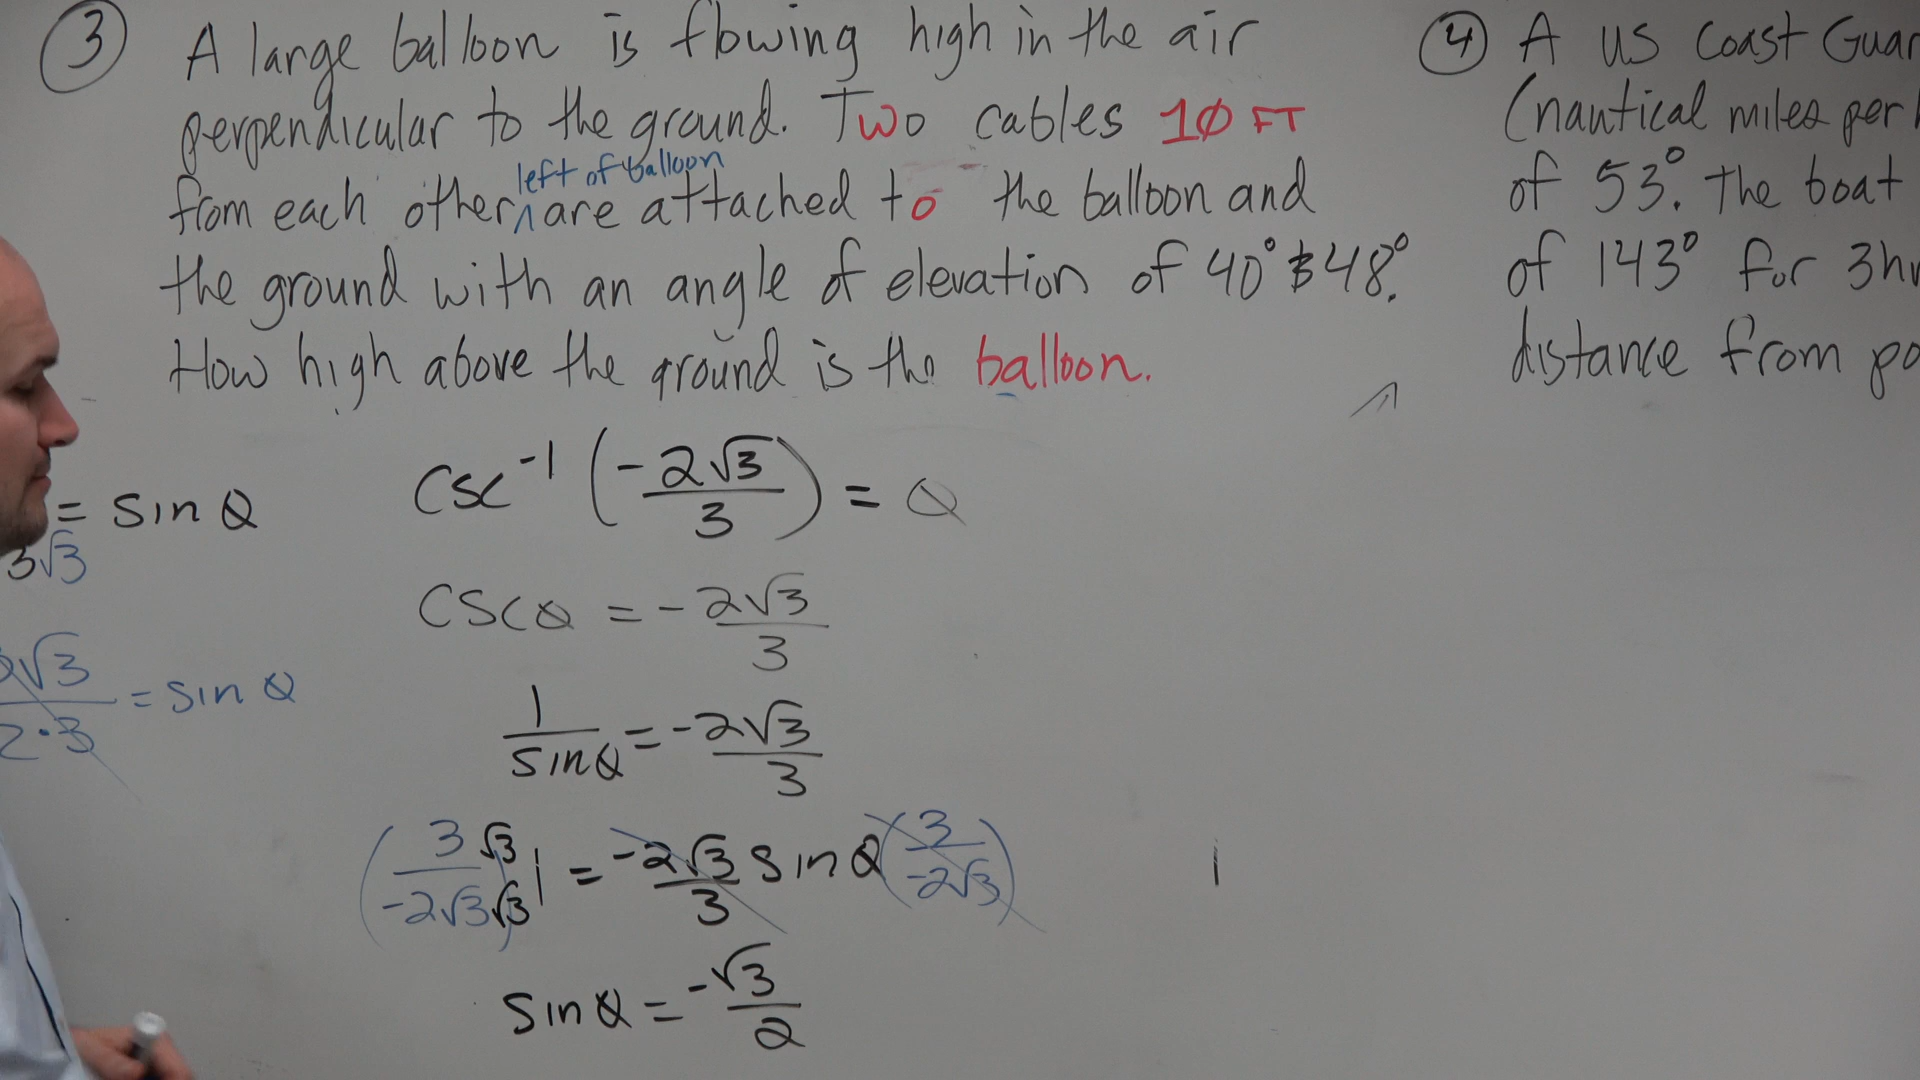 3 A large balloon is flowing high in the air
perpendicular to the ground. Two cables 10 FT
left of balloon
from each other, are attached to the balloon and
the ground with an angle of elevation of 40° & 48°.
How high above the ground is the balloon.
4 A US Coast Guar
(nautical miles per h
of 53°. The boat
of 143° for 3hr
distance from po
= sin θ
3√3
√3/2·3 = sin θ
csc⁻¹(-2√3/3) = θ
cscθ = -2√3/3
1/sinθ = -2√3/3
(3√3/-2√3√3)1 = -2√3/3 sin θ(3/-2√3)
sinθ = -√3/2